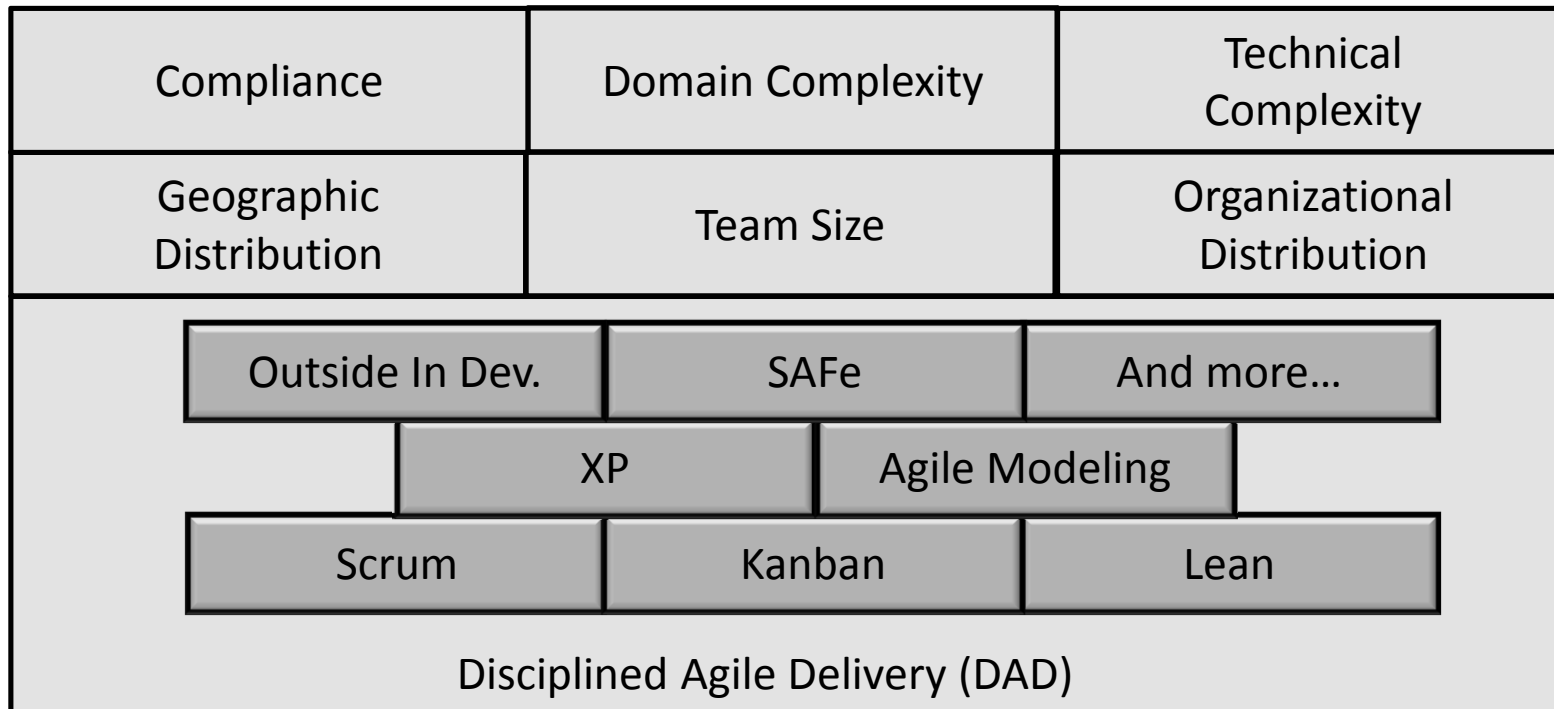 Compliance
Domain Complexity
Technical
Complexity
Geographic
Distribution
Team Size
Organizational
Distribution
Outside In Dev.
SAFe
And more…
XP
Agile Modeling
Scrum
Kanban
Lean
Disciplined Agile Delivery (DAD)